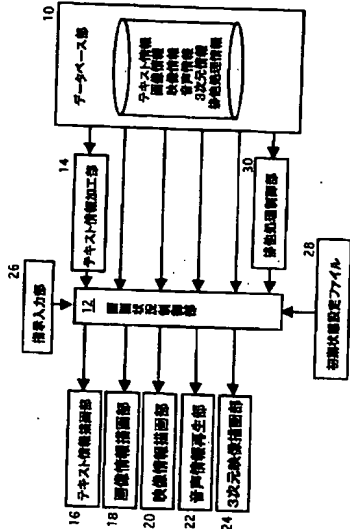 10
データベース部
テキスト情報
画像情報
映像情報
音声情報
3次元情報
排他処理情報
14
テキスト情報加工部
30
排他処理制御部
26
指示入力部
12
部
28
初期状態設定ファイル
16
テキスト情報描画部
18
画像情報描画部
20
映像情報描画部
22
音声情報再生部
24
3次元映像描画部